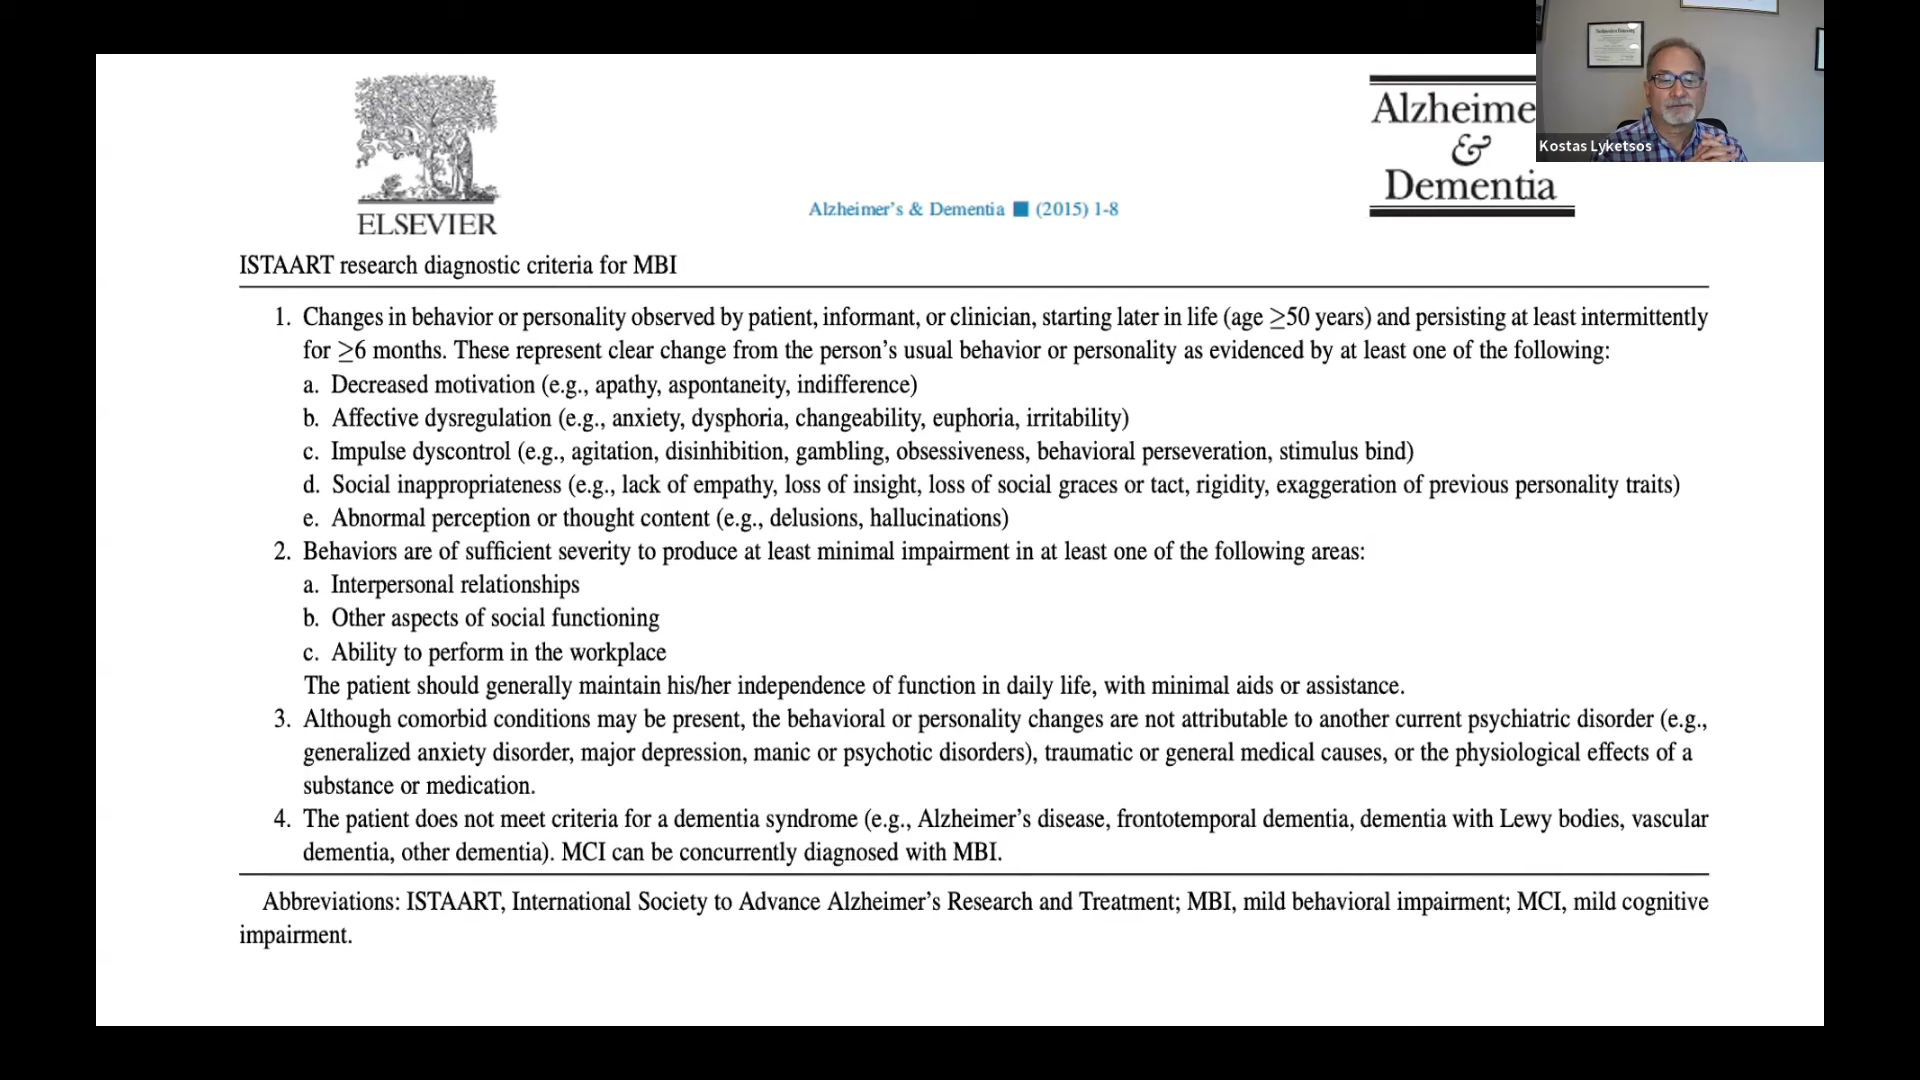 ELSEVIER
Alzheimer's & Dementia ■ (2015) 1-8
Alzheime
&
Dementia
Kostas Lyketsos
ISTAART research diagnostic criteria for MBI
1. Changes in behavior or personality observed by patient, informant, or clinician, starting later in life (age ≥50 years) and persisting at least intermittently
for ≥6 months. These represent clear change from the person's usual behavior or personality as evidenced by at least one of the following:
a. Decreased motivation (e.g., apathy, aspontaneity, indifference)
b. Affective dysregulation (e.g., anxiety, dysphoria, changeability, euphoria, irritability)
c. Impulse dyscontrol (e.g., agitation, disinhibition, gambling, obsessiveness, behavioral perseveration, stimulus bind)
d. Social inappropriateness (e.g., lack of empathy, loss of insight, loss of social graces or tact, rigidity, exaggeration of previous personality traits)
e. Abnormal perception or thought content (e.g., delusions, hallucinations)
2. Behaviors are of sufficient severity to produce at least minimal impairment in at least one of the following areas:
a. Interpersonal relationships
b. Other aspects of social functioning
c. Ability to perform in the workplace
The patient should generally maintain his/her independence of function in daily life, with minimal aids or assistance.
3. Although comorbid conditions may be present, the behavioral or personality changes are not attributable to another current psychiatric disorder (e.g.,
generalized anxiety disorder, major depression, manic or psychotic disorders), traumatic or general medical causes, or the physiological effects of a
substance or medication.
4. The patient does not meet criteria for a dementia syndrome (e.g., Alzheimer's disease, frontotemporal dementia, dementia with Lewy bodies, vascular
dementia, other dementia). MCI can be concurrently diagnosed with MBI.
Abbreviations: ISTAART, International Society to Advance Alzheimer's Research and Treatment; MBI, mild behavioral impairment; MCI, mild cognitive
impairment.